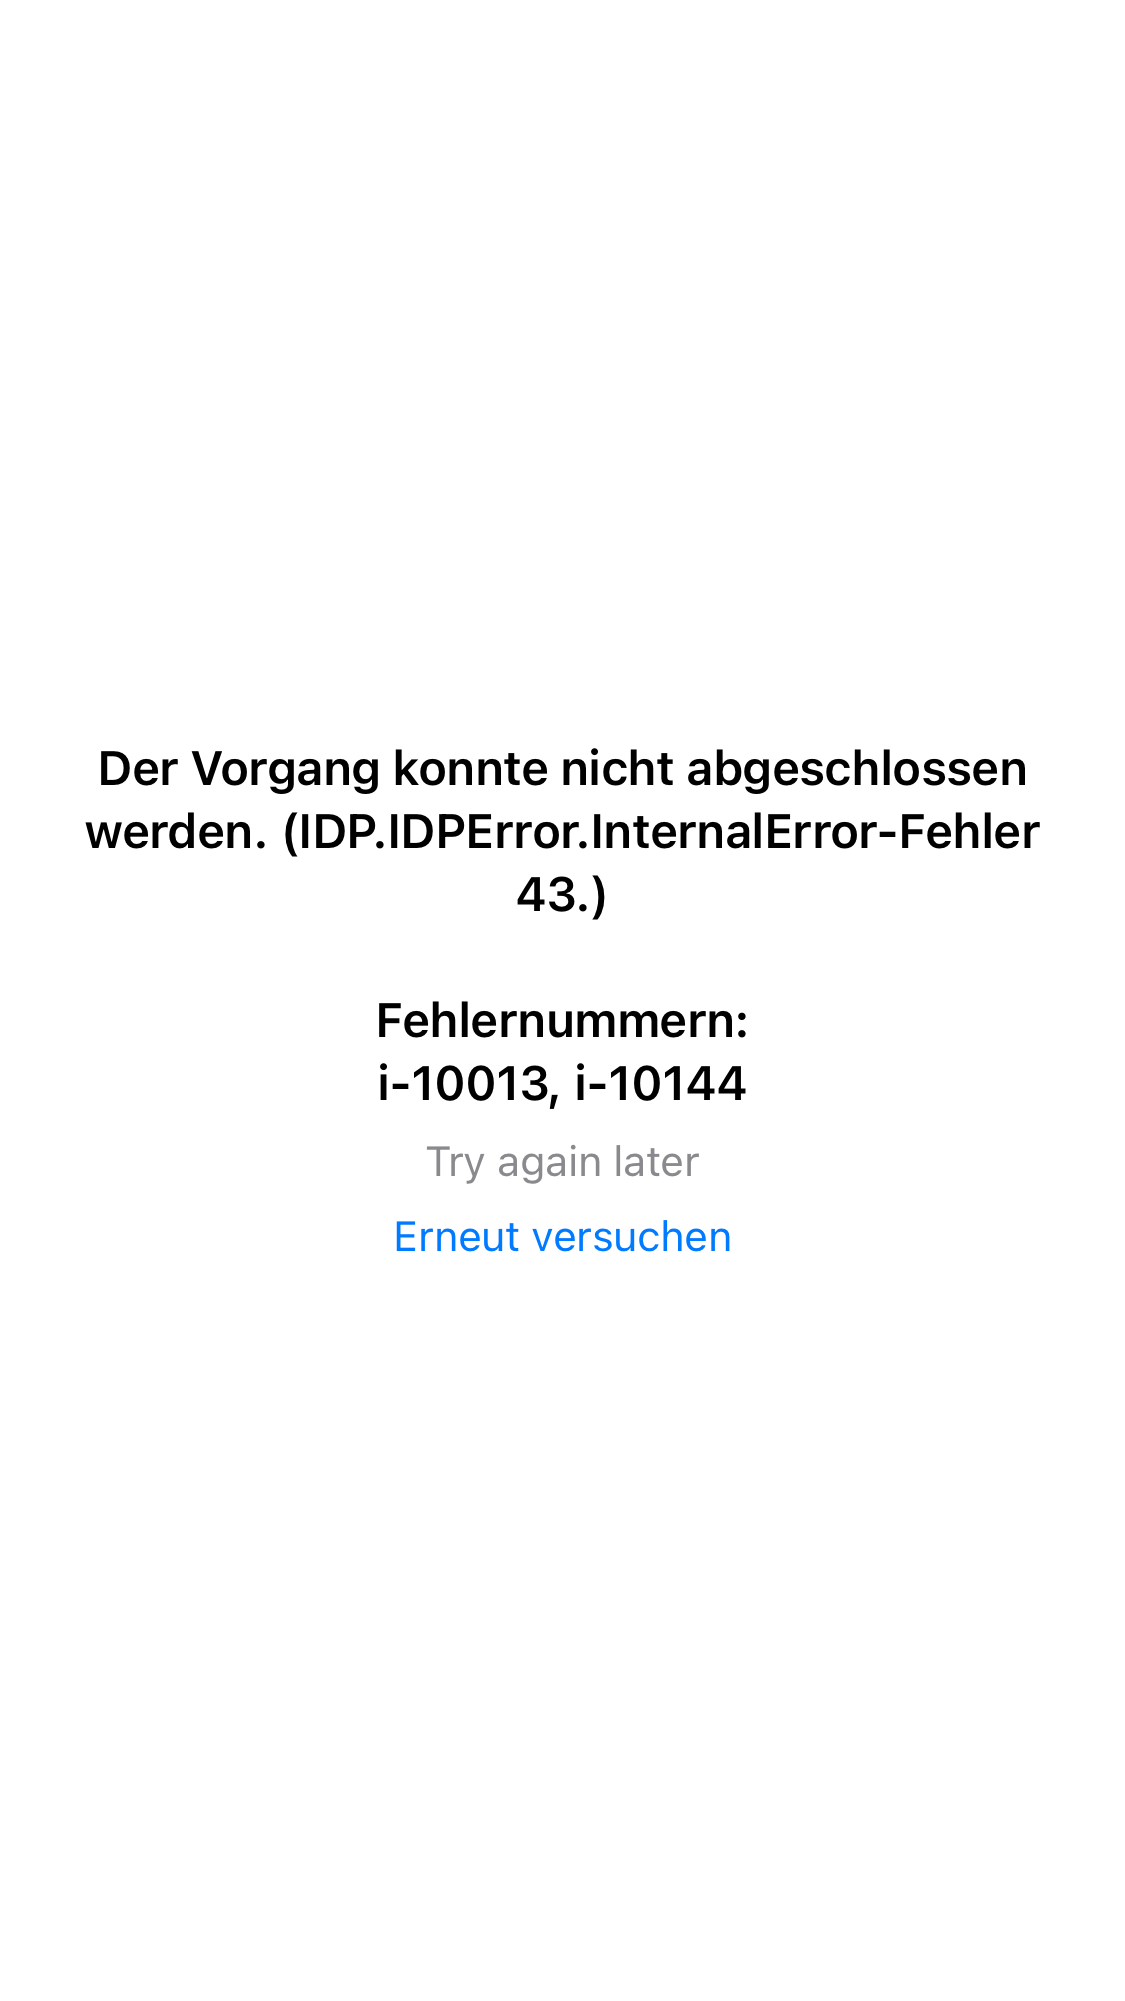 Der Vorgang konnte nicht abgeschlossen
werden. (IDP.IDPError.InternalError-Fehler
43.)
Fehlernummern:
i-10013, i-10144
Try again later
Erneut versuchen